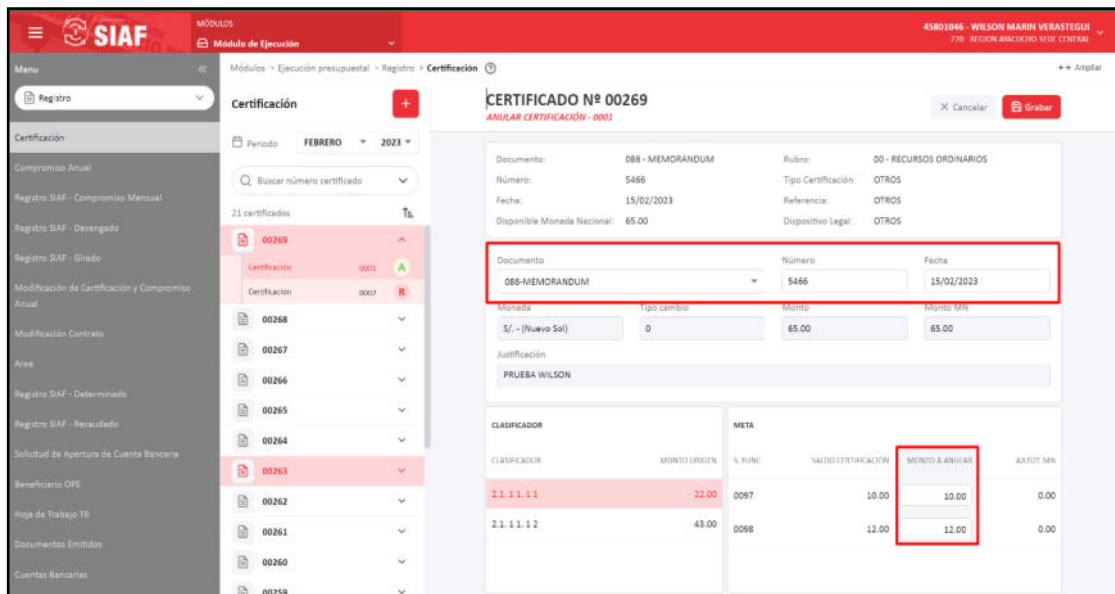 SIAF
MÓDULOS
Módulo de Ejecución
45801046 - WILSON MARIN VERASTEGUI
770 - REGION AYACUCHO SEDE CENTRAL
Menu
Registro
Certificación
Compromiso Anual
Registro SIAF - Compromiso Mensual
Registro SIAF - Devengado
Registro SIAF - Girado
Modificación de Certificación y Compromiso
Anual
Modificación Contrato
Area
Registro SIAF - Determinado
Registro SIAF - Recaudado
Solicitud de Apertura de Cuenta Bancaria
Beneficiario OPE
Hoja de Trabajo T8
Documentos Emitidos
Cuentas Bancarias
Módulos > Ejecución presupuestal > Registro > Certificación
Ampliar
Certificación
Periodo FEBRERO 2023
Buscar número certificado
21 certificados
00269
Certificación 0001 A
Certificación 0007 R
00268
00267
00266
00265
00264
00263
00262
00261
00260
00259
CERTIFICADO Nº 00269
ANULAR CERTIFICACIÓN - 0001
Cancelar
Grabar
Documento: 086 - MEMORANDUM Rubro: 00 - RECURSOS ORDINARIOS
Número: 5466 Tipo Certificación: OTROS
Fecha: 15/02/2023 Referencia: OTROS
Disponible Moneda Nacional: 65.00 Dispositivo Legal: OTROS
Documento Número Fecha
086-MEMORANDUM 5466 15/02/2023
Moneda Tipo cambio Monto Monto MN
S/. - (Nuevo Sol) 0 65.00 65.00
Justificación
PRUEBA WILSON
CLASIFICADOR META
CLASIFICADOR MONTO ORIGEN S. FUNC SALDO CERTIFICACIÓN MONTO A ANULAR AJUSTE MN
2.1. 1 1. 1 1 22.00 0097 10.00 10.00 0.00
2.1. 1 1. 1 2 43.00 0098 12.00 12.00 0.00